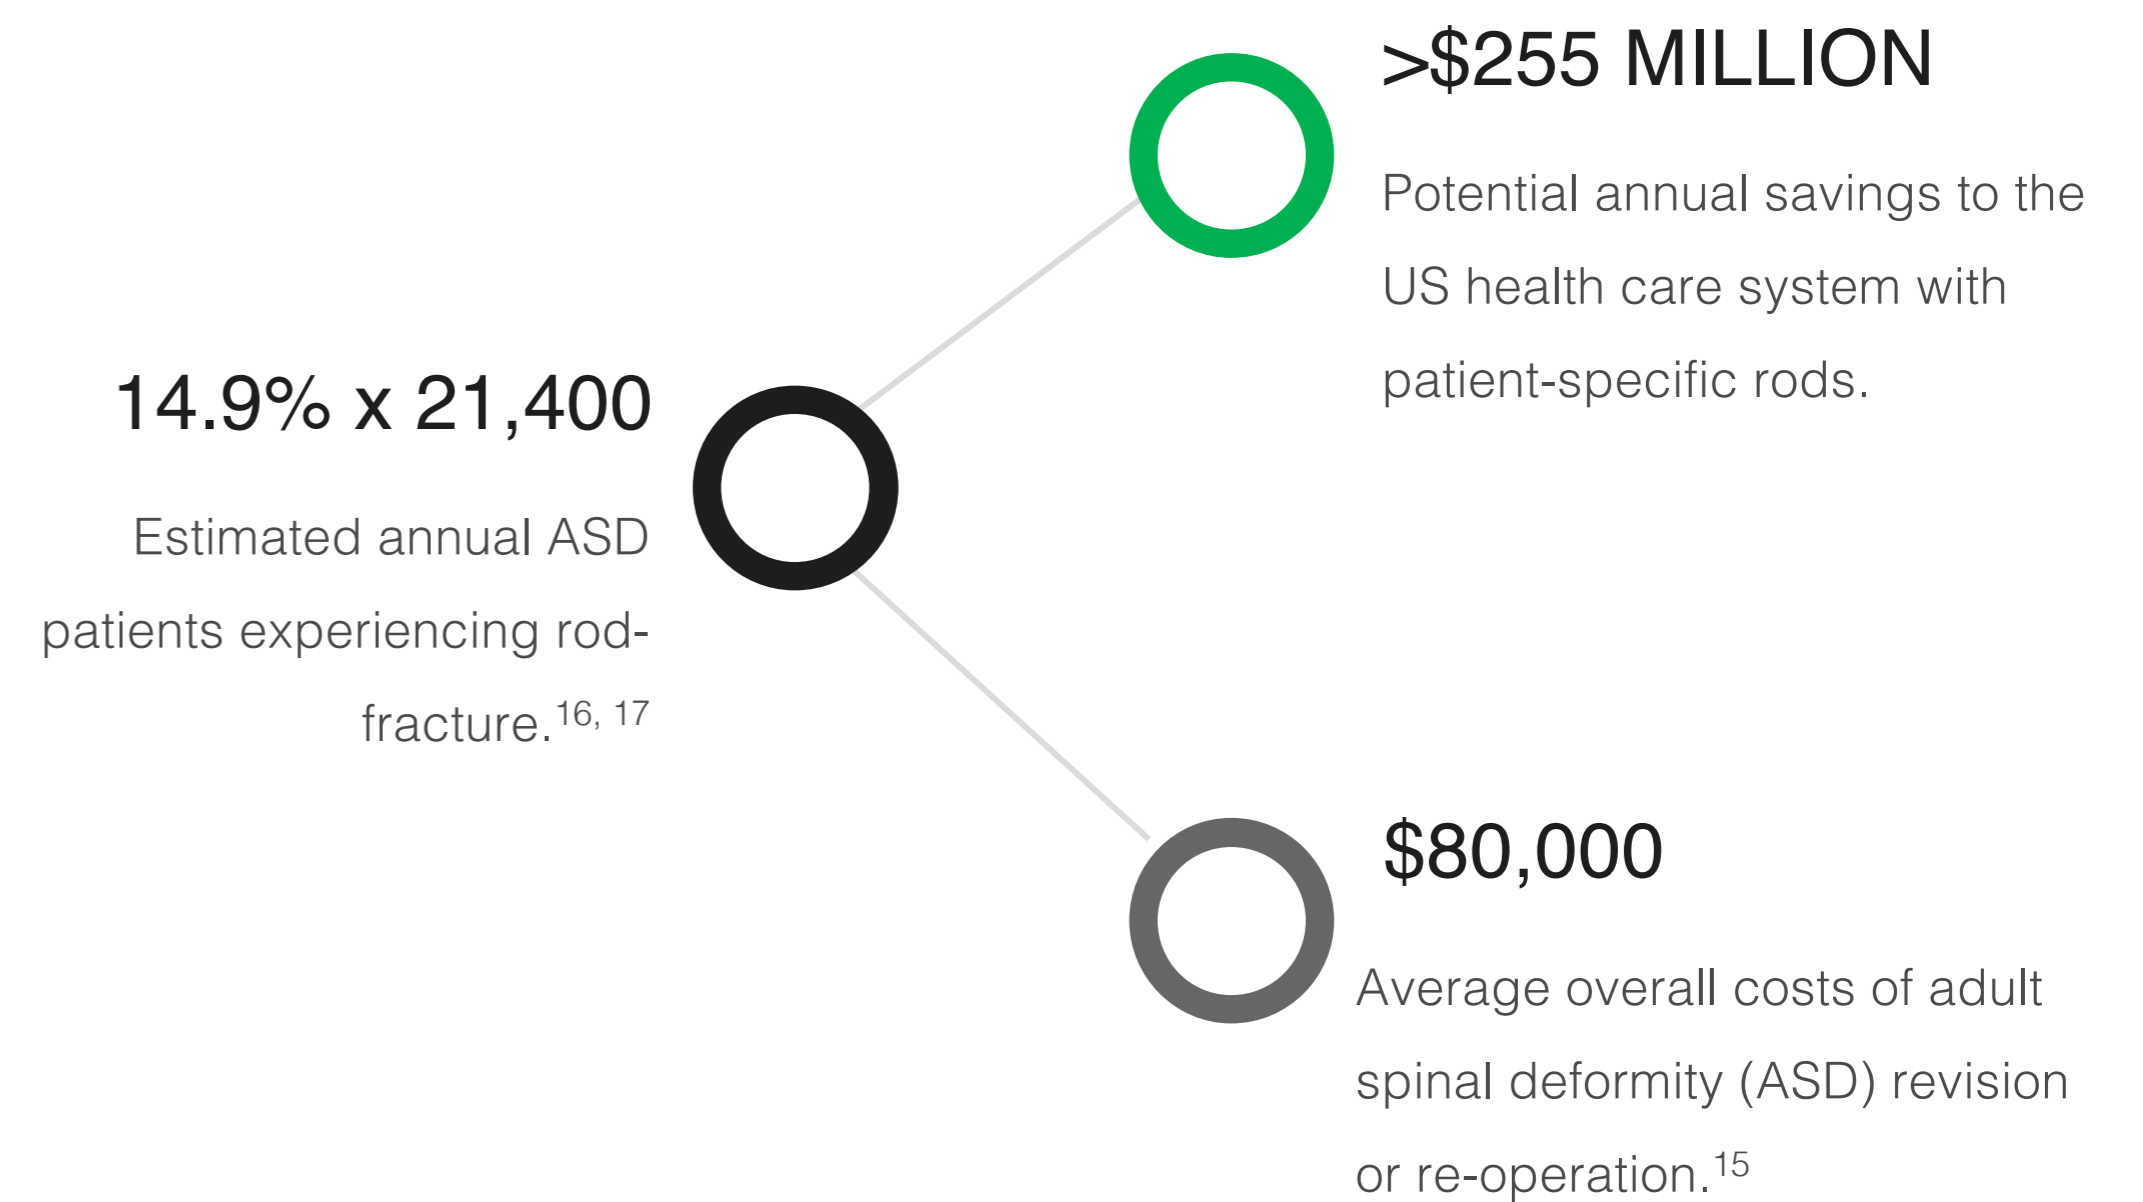 >$255 MILLION
Potential annual savings to the
US health care system with
patient-specific rods.
14.9% x 21,400
Estimated annual ASD
patients experiencing rod-
fracture.16, 17
$80,000
Average overall costs of adult
spinal deformity (ASD) revision
or re-operation.15